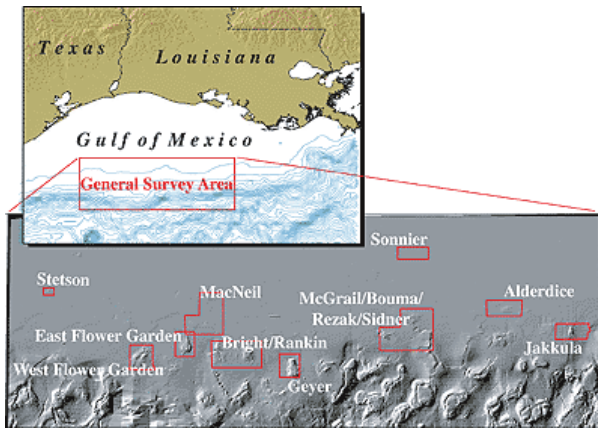 Texas
Louisiana
Gulf of Mexico
General Survey Area
Sonnier
Stetson
MacNeil
McGrail/Bouma/
Rezak/Sidner
Alderdice
East Flower Garden
Bright/Rankin
Jakkula
West Flower Garden
Geyer